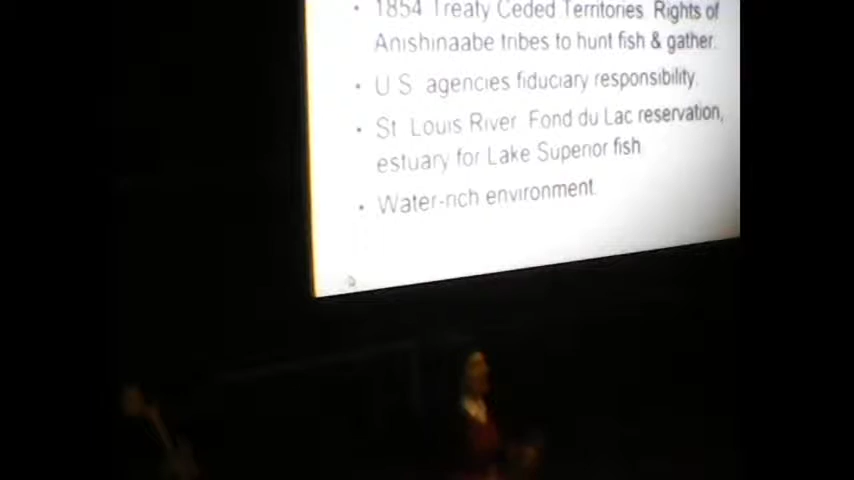 • 1854 Treaty Ceded Territories. Rights of
Anishinaabe tribes to hunt fish & gather.
• U.S. agencies fiduciary responsibility.
• St. Louis River. Fond du Lac reservation,
estuary for Lake Superior fish.
• Water-rich environment.